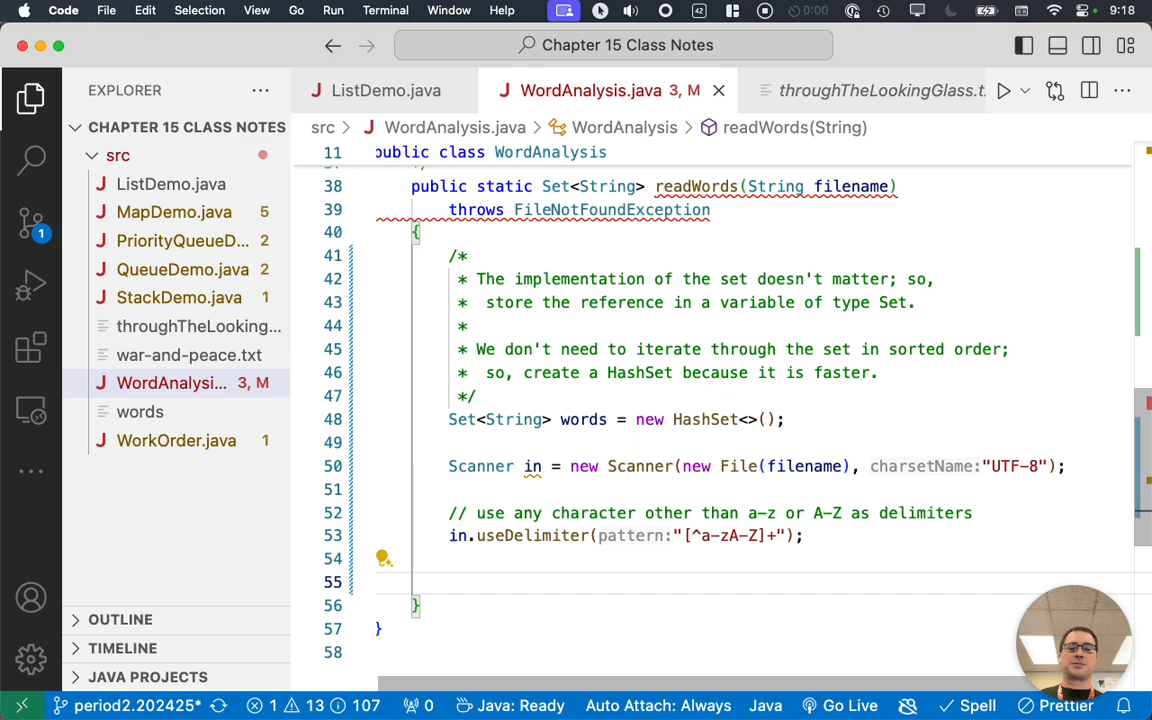 Code File Edit Selection View Go Run Terminal Window Help 42 0:00 9:18
Chapter 15 Class Notes
EXPLORER
ListDemo.java
WordAnalysis.java 3, M
throughTheLookingGlass.t
CHAPTER 15 CLASS NOTES
src
ListDemo.java
MapDemo.java 5
PriorityQueueD... 2
QueueDemo.java 2
StackDemo.java 1
throughTheLooking...
war-and-peace.txt
WordAnalysi... 3, M
words
WorkOrder.java 1
OUTLINE
TIMELINE
JAVA PROJECTS
src > WordAnalysis.java > WordAnalysis > readWords(String)
11 public class WordAnalysis
38 public static Set<String> readWords(String filename)
39 throws FileNotFoundException
40 {
41 /*
42 * The implementation of the set doesn't matter; so,
43 * store the reference in a variable of type Set.
44 *
45 * We don't need to iterate through the set in sorted order;
46 * so, create a HashSet because it is faster.
47 */
48 Set<String> words = new HashSet<>();
49
50 Scanner in = new Scanner(new File(filename), charsetName:"UTF-8");
51
52 // use any character other than a-z or A-Z as delimiters
53 in.useDelimiter(pattern:"[^a-zA-Z]+");
54
55
56 }
57 }
58
1
period2.202425* 1 13 107 0 Java: Ready Auto Attach: Always Java Go Live Spell Prettier